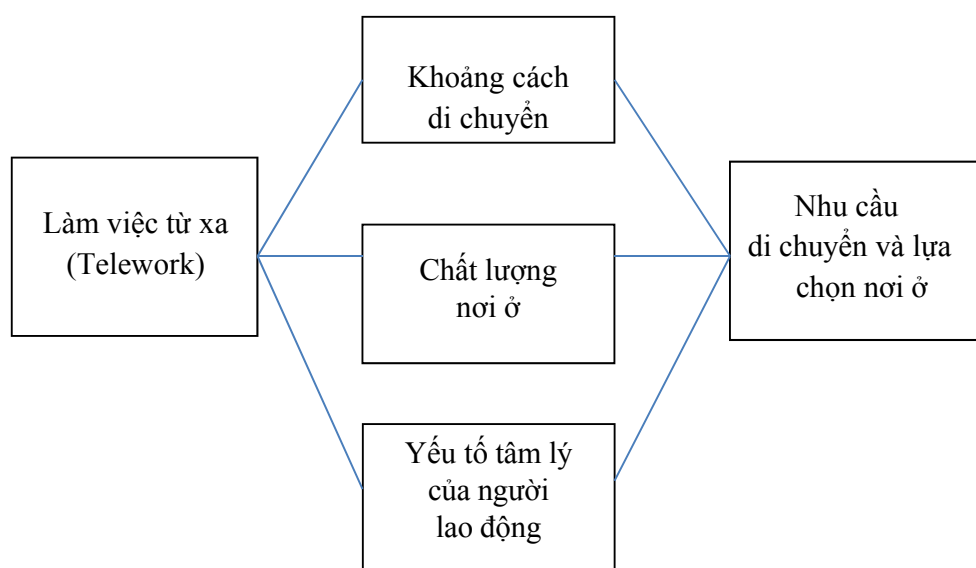 Khoảng cách
di chuyển
Làm việc từ xa
(Telework)
Chất lượng
nơi ở
Nhu cầu
di chuyển và lựa
chọn nơi ở
Yếu tố tâm lý
của người
lao động